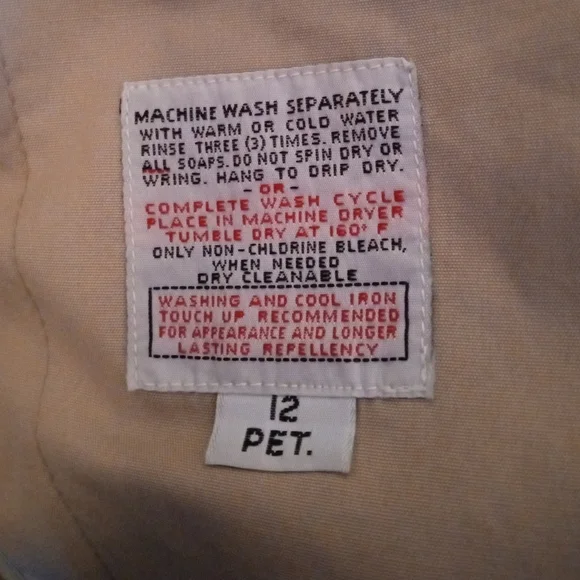 MACHINE WASH SEPARATELY
WITH WARM OR COLD WATER
RINSE THREE (3) TIMES. REMOVE
ALL SOAPS. DO NOT SPIN DRY OR
WRING. HANG TO DRIP DRY.
- OR -
COMPLETE WASH CYCLE
PLACE IN MACHINE DRYER
TUMBLE DRY AT 160° F
ONLY NON-CHLORINE BLEACH,
WHEN NEEDED
DRY CLEANABLE
WASHING AND COOL IRON
TOUCH UP RECOMMENDED
FOR APPEARANCE AND LONGER
LASTING REPELLENCY
12
PET.